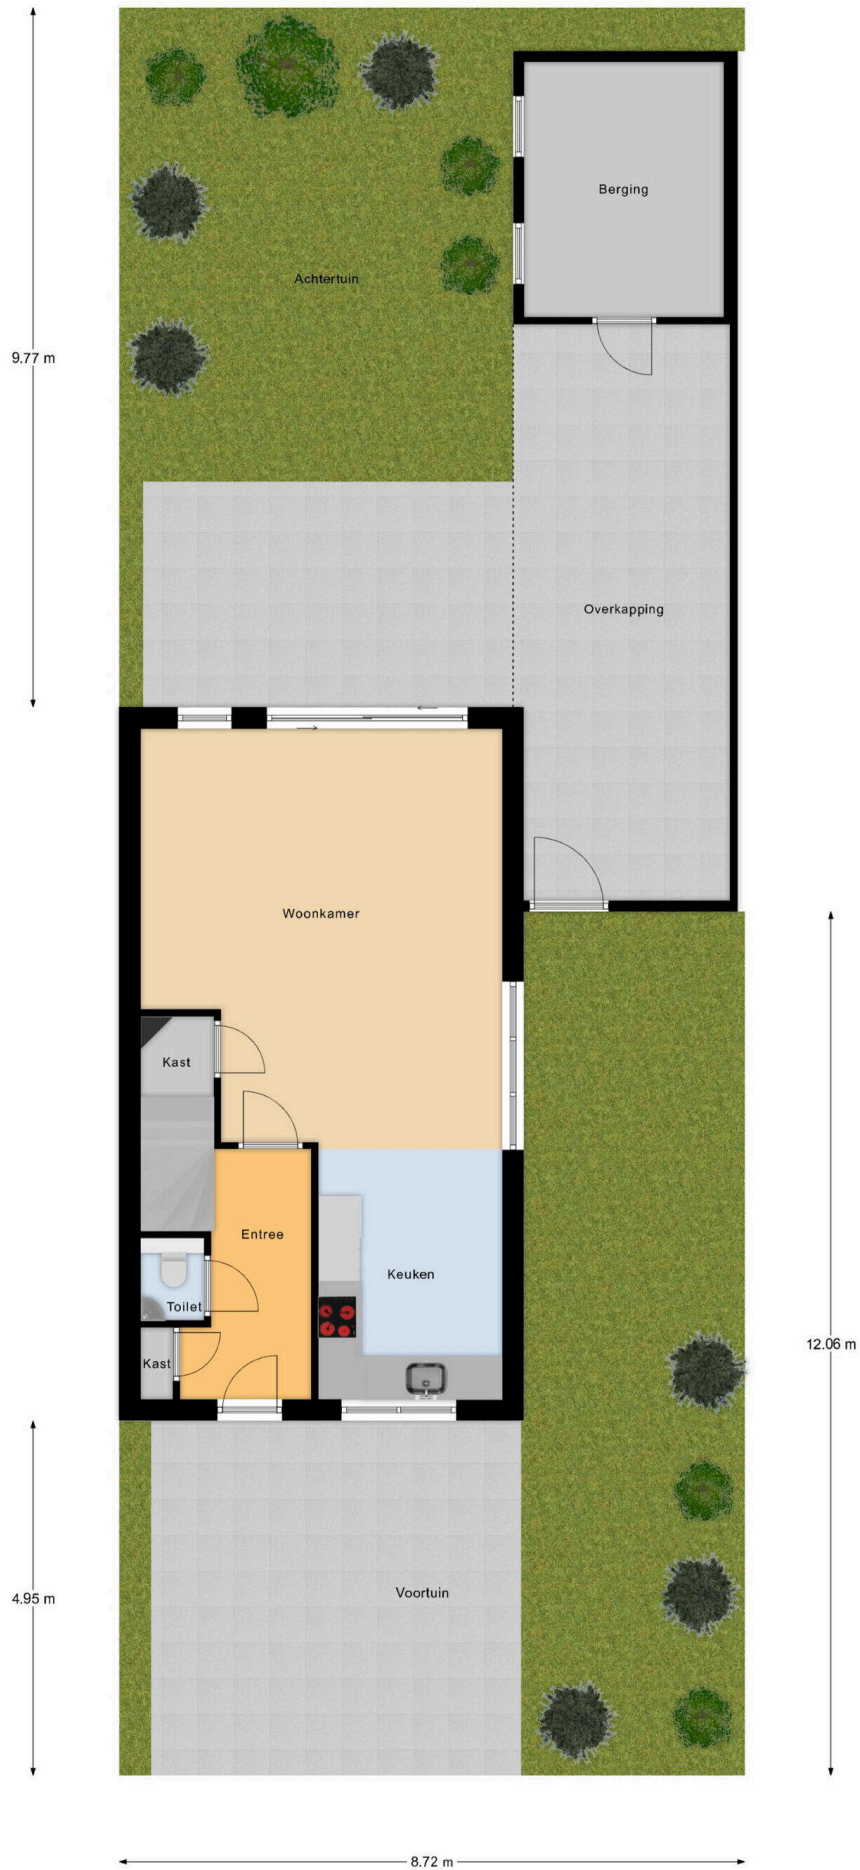 Berging
Achtertuin
9.77 m
Overkapping
Woonkamer
Kast
Entree
Keuken
Toilet
Kast
12.06 m
Voortuin
4.95 m
8.72 m